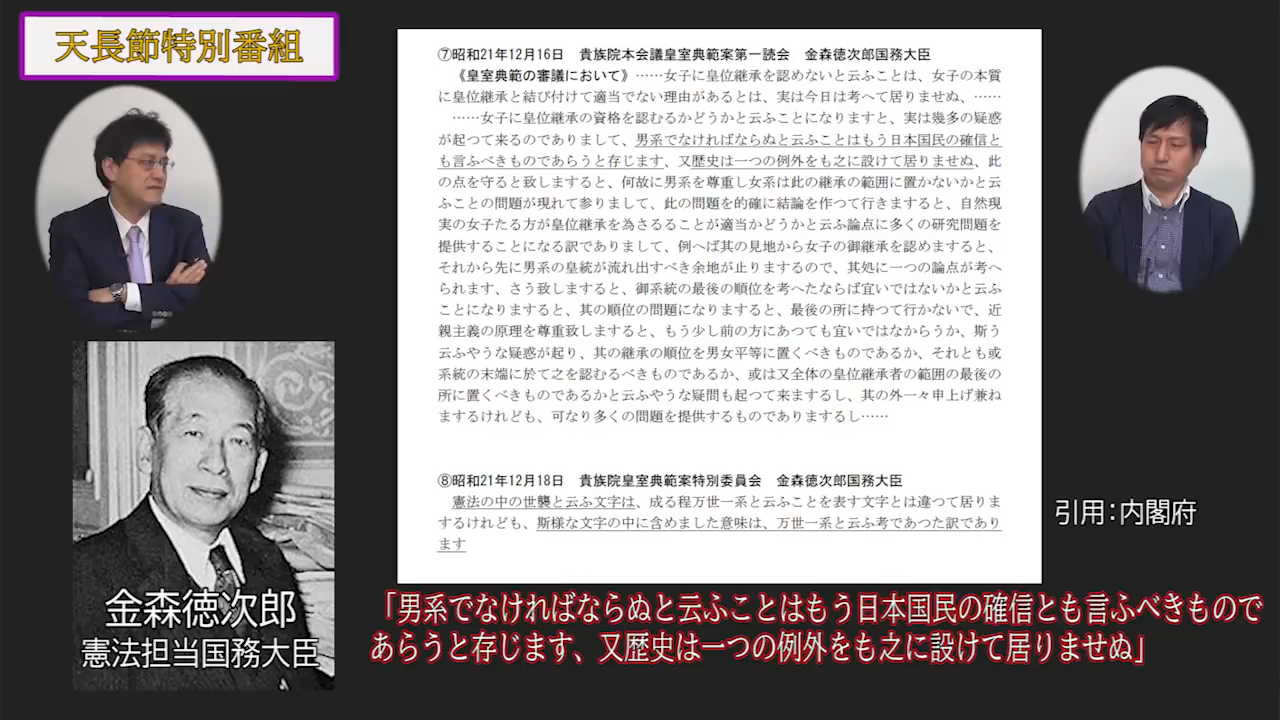 天長節特別番組
⑦昭和21年12月16日　貴族院本会議皇室典範案第一読会　金森徳次郎国務大臣
《皇室典範の審議において》……女子に皇位継承を認めないと云ふことは、女子の本質
に皇位継承と結び付けて適当でない理由があるとは、実は今日は考へて居りませぬ、……
……女子に皇位継承の資格を認むるかどうかと云ふことになりますと、実は幾多の疑惑
が起つて来るのでありまして、男系でなければならぬと云ふことはもう日本国民の確信と
も言ふべきものであらうと存じます、又歴史は一つの例外をも之に設けて居りませぬ、此
の点を守ると致しますると、何故に男系を尊重し女系は此の継承の範囲に置かないかと云
ふことの問題が現れて参りまして、此の問題を的確に結論を作つて行きますると、自然現
実の女子たる方が皇位継承を為さるることが適当かどうかと云ふ論点に多くの研究問題を
提供することになる訳でありまして、例へば其の見地から女子の御継承を認めますると、
それから先に男系の皇統が流れ出すべき余地が止りまするので、其処に一つの論点が考へ
られます、さう致しますると、御系統の最後の順位を考へたならば宜いではないかと云ふ
ことになりますると、其の順位の問題になりますると、最後の所に持つて行かないで、近
親主義の原理を尊重致しますると、もう少し前の方にあつても宜いではなからうか、斯う
云ふやうな疑惑が起り、其の継承の順位を男女平等に置くべきものであるか、それとも或
系統の末端に於て之を認むるべきものであるか、或は又全体の皇位継承者の範囲の最後の
所に置くべきものであるかと云ふやうな疑問も起つて来まするし、其の外一々申上げ兼ね
ますけれども、可なり多くの問題を提供するものでありまするし……
⑧昭和21年12月18日　貴族院皇室典範案特別委員会　金森徳次郎国務大臣
憲法の中の世襲と云ふ文字は、成る程万世一系と云ふことを表す文字とは違つて居りま
するけれども、斯様な文字の中に含めました意味は、万世一系と云ふ考であつた訳であり
ます
引用：内閣府
金森徳次郎
憲法担当国務大臣
「男系でなければならぬと云ふことはもう日本国民の確信とも言ふべきもので
あらうと存じます、又歴史は一つの例外をも之に設けて居りませぬ」